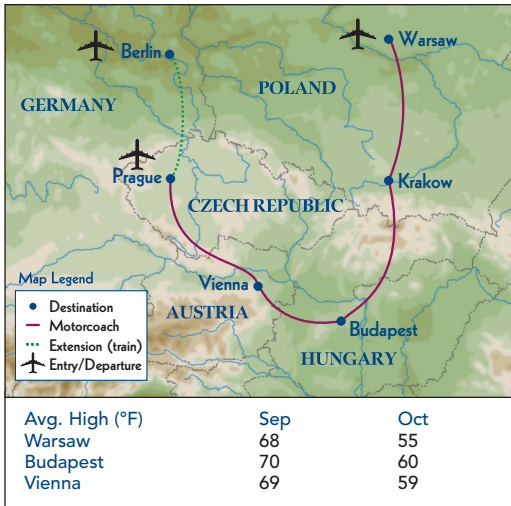 Berlin
Warsaw
GERMANY
POLAND
Prague
Krakow
CZECH REPUBLIC
Vienna
AUSTRIA
Budapest
HUNGARY
Map Legend
Destination
Motorcoach
Extension (train)
Entry/Departure
Avg. High (°F) Sep Oct
Warsaw 68 55
Budapest 70 60
Vienna 69 59